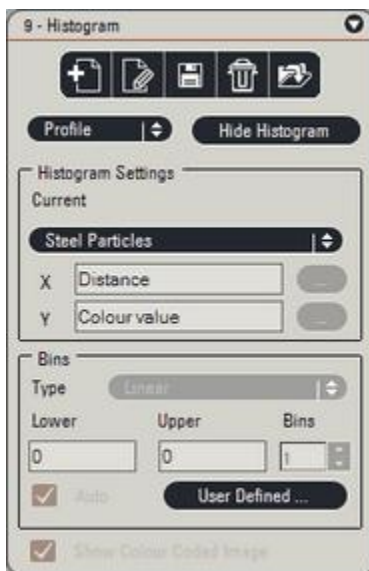 9 - Histogram
Profile
Hide Histogram
Histogram Settings
Current
Steel Particles
X Distance ...
Y Colour value ...
Bins
Type Linear
Lower Upper Bins
0 0 1
Auto User Defined ...
Show Colour Coded Image